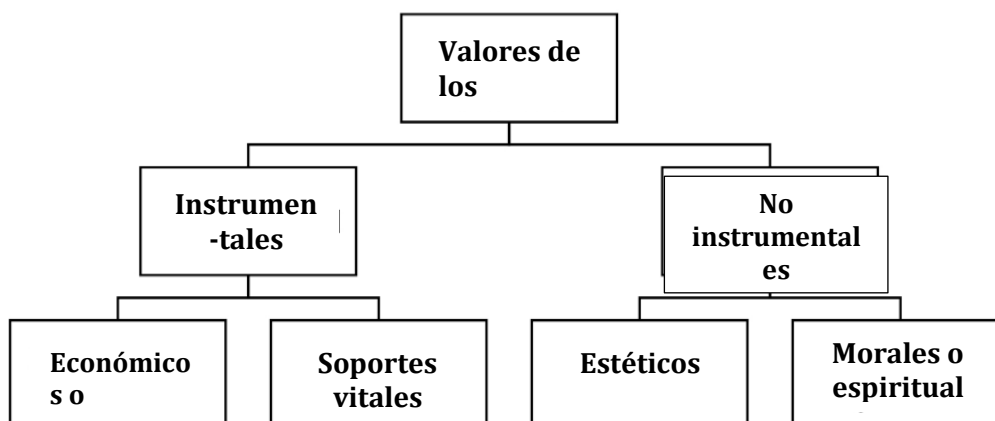 Valores de
los
Instrumen
-tales
No
instrumental
es
Económico
s o
Soportes
vitales
Estéticos
Morales o
espiritual